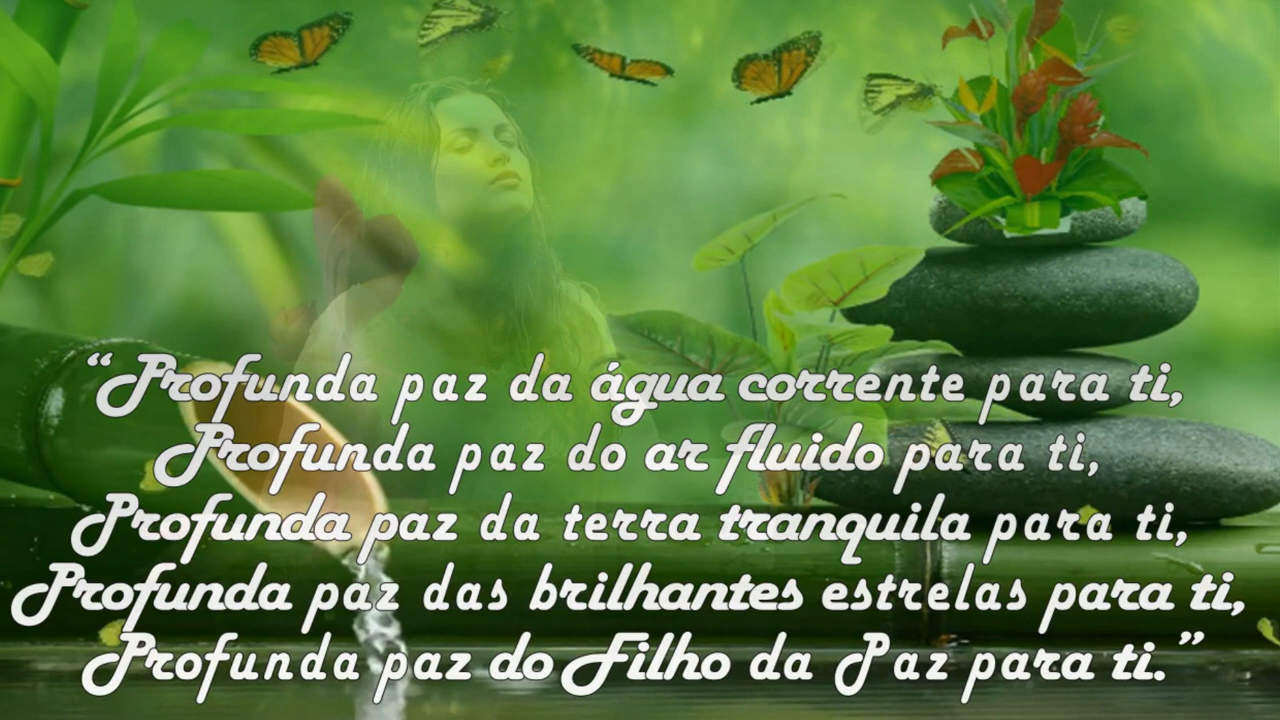 “Profunda paz da água corrente para ti,
Profunda paz do ar fluido para ti,
Profunda paz da terra tranquila para ti,
Profunda paz das brilhantes estrelas para ti,
Profunda paz do Filho da Paz para ti.”